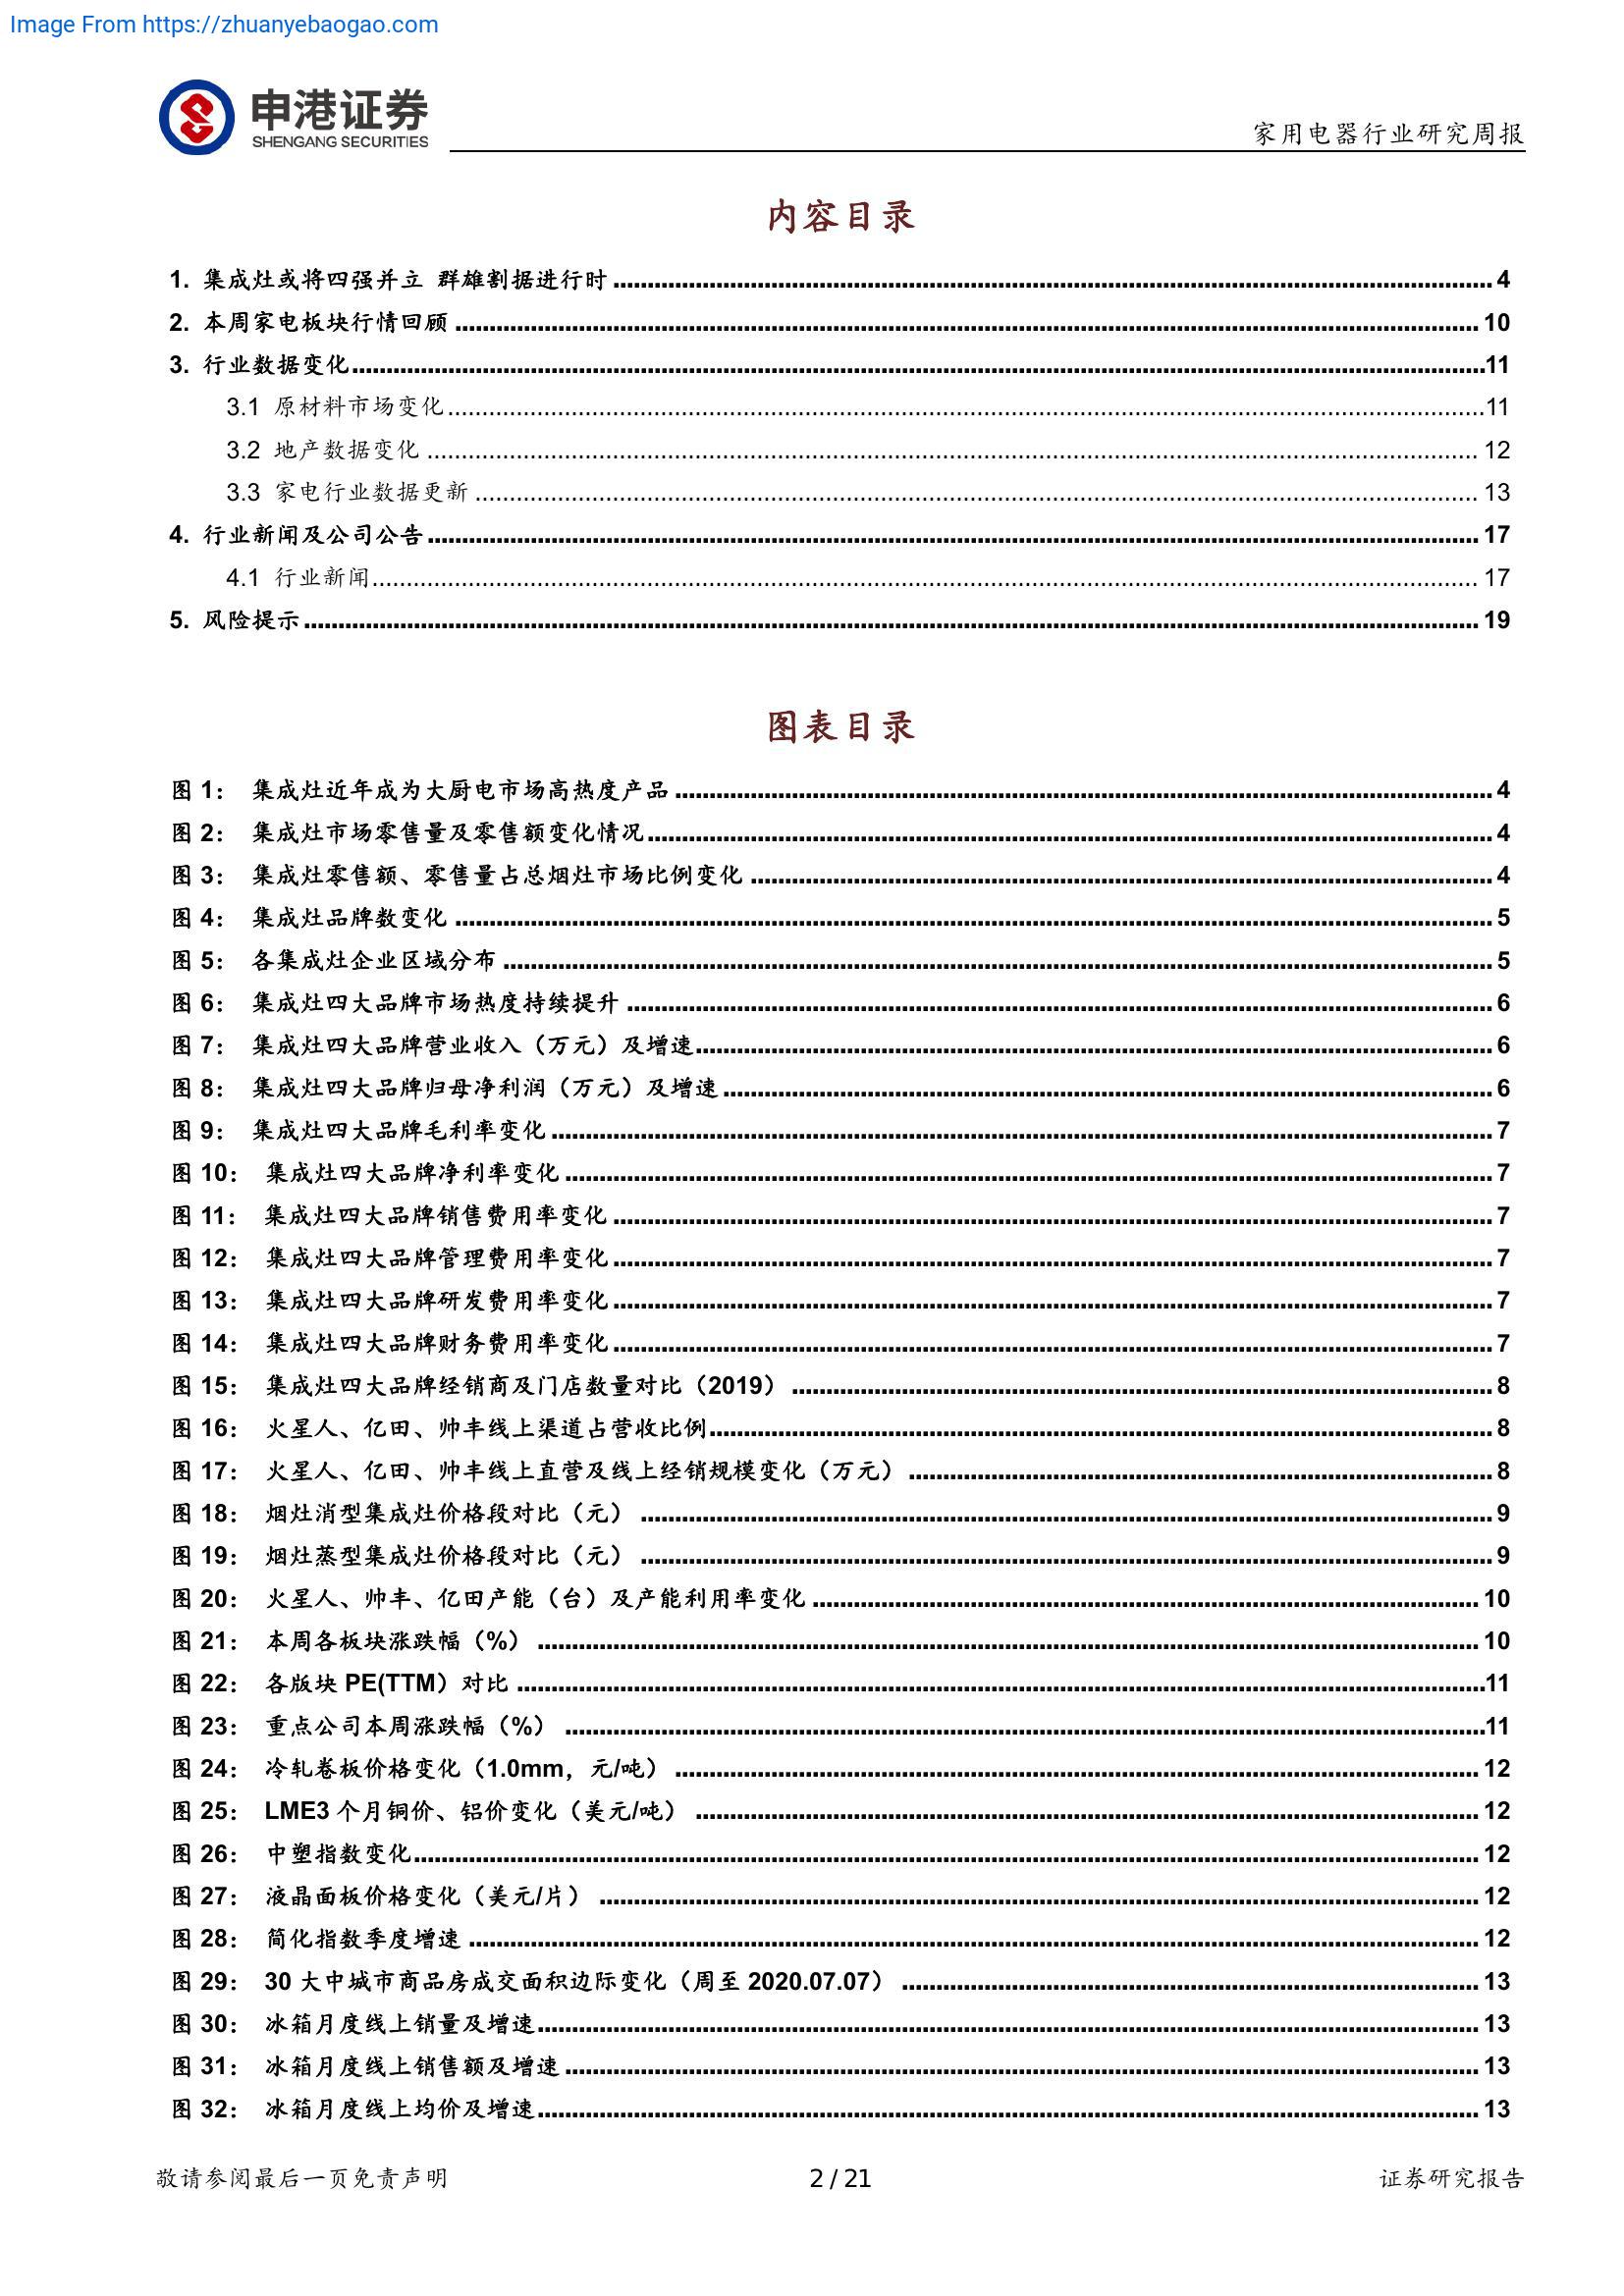 Image From https://zhuanyebaogao.com
申港证券
SHENGANG SECURITIES
家用电器行业研究周报
内容目录
1. 集成灶或将四强并立 群雄割据进行时 4
2. 本周家电板块行情回顾 10
3. 行业数据变化 11
3.1 原材料市场变化 11
3.2 地产数据变化 12
3.3 家电行业数据更新 13
4. 行业新闻及公司公告 17
4.1 行业新闻 17
5. 风险提示 19
图表目录
图 1： 集成灶近年成为大厨电市场高热度产品 4
图 2： 集成灶市场零售量及零售额变化情况 4
图 3： 集成灶零售额、零售量占总烟灶市场比例变化 4
图 4： 集成灶品牌数变化 5
图 5： 各集成灶企业区域分布 5
图 6： 集成灶四大品牌市场热度持续提升 6
图 7： 集成灶四大品牌营业收入（万元）及增速 6
图 8： 集成灶四大品牌归母净利润（万元）及增速 6
图 9： 集成灶四大品牌毛利率变化 7
图 10： 集成灶四大品牌净利率变化 7
图 11： 集成灶四大品牌销售费用率变化 7
图 12： 集成灶四大品牌管理费用率变化 7
图 13： 集成灶四大品牌研发费用率变化 7
图 14： 集成灶四大品牌财务费用率变化 7
图 15： 集成灶四大品牌经销商及门店数量对比（2019） 8
图 16： 火星人、亿田、帅丰线上渠道占营收比例 8
图 17： 火星人、亿田、帅丰线上直营及线上经销规模变化（万元） 8
图 18： 烟灶消型集成灶价格段对比（元） 9
图 19： 烟灶蒸型集成灶价格段对比（元） 9
图 20： 火星人、帅丰、亿田产能（台）及产能利用率变化 10
图 21： 本周各板块涨跌幅（%） 10
图 22： 各版块 PE(TTM）对比 11
图 23： 重点公司本周涨跌幅（%） 11
图 24： 冷轧卷板价格变化（1.0mm，元/吨） 12
图 25： LME3 个月铜价、铝价变化（美元/吨） 12
图 26： 中塑指数变化 12
图 27： 液晶面板价格变化（美元/片） 12
图 28： 简化指数季度增速 12
图 29： 30 大中城市商品房成交面积边际变化（周至 2020.07.07） 13
图 30： 冰箱月度线上销量及增速 13
图 31： 冰箱月度线上销售额及增速 13
图 32： 冰箱月度线上均价及增速 13
敬请参阅最后一页免责声明
2 / 21
证券研究报告